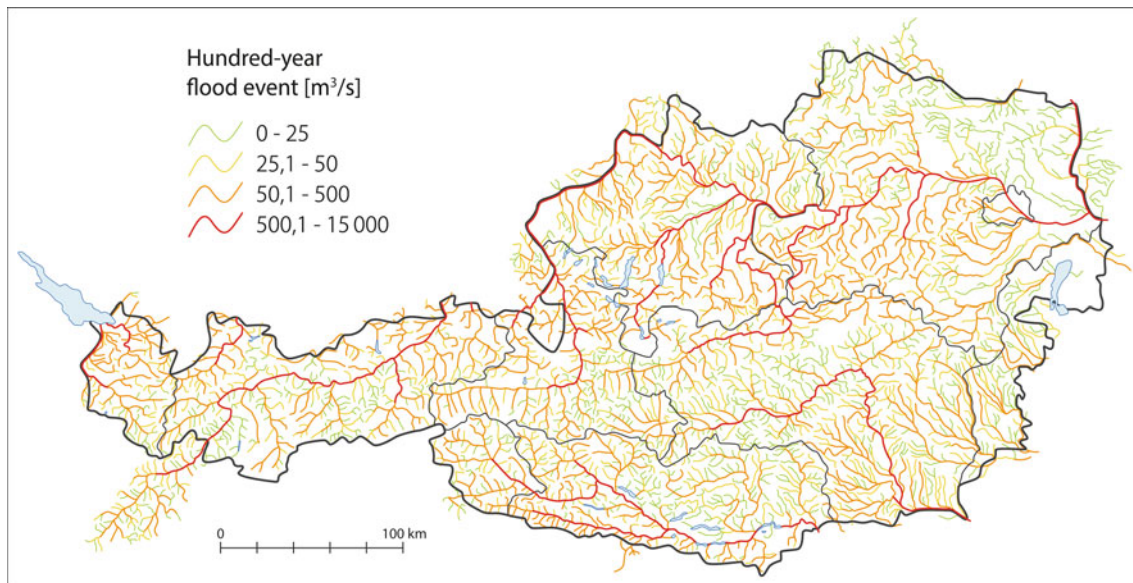 Hundred-year
flood event [m³/s]
0 - 25
25,1 - 50
50,1 - 500
500,1 - 15 000
0 100 km